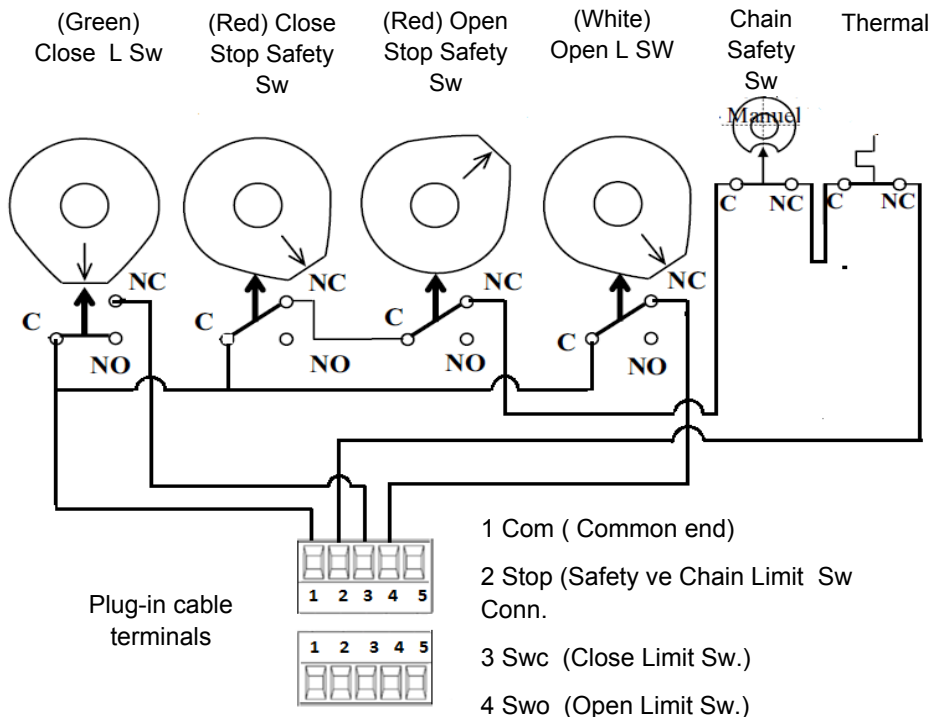 (Green)
Close L Sw
(Red) Close
Stop Safety
Sw
(Red) Open
Stop Safety
Sw
(White)
Open L SW
Chain
Safety
Sw
Thermal
Manuel
C
NC
C
NC
NC
C
NO
NC
C
NO
NC
C
NO
NC
C
NO
1 2 3 4 5
1 2 3 4 5
Plug-in cable
terminals
1 Com ( Common end)
2 Stop (Safety ve Chain Limit Sw
Conn.
3 Swc (Close Limit Sw.)
4 Swo (Open Limit Sw.)